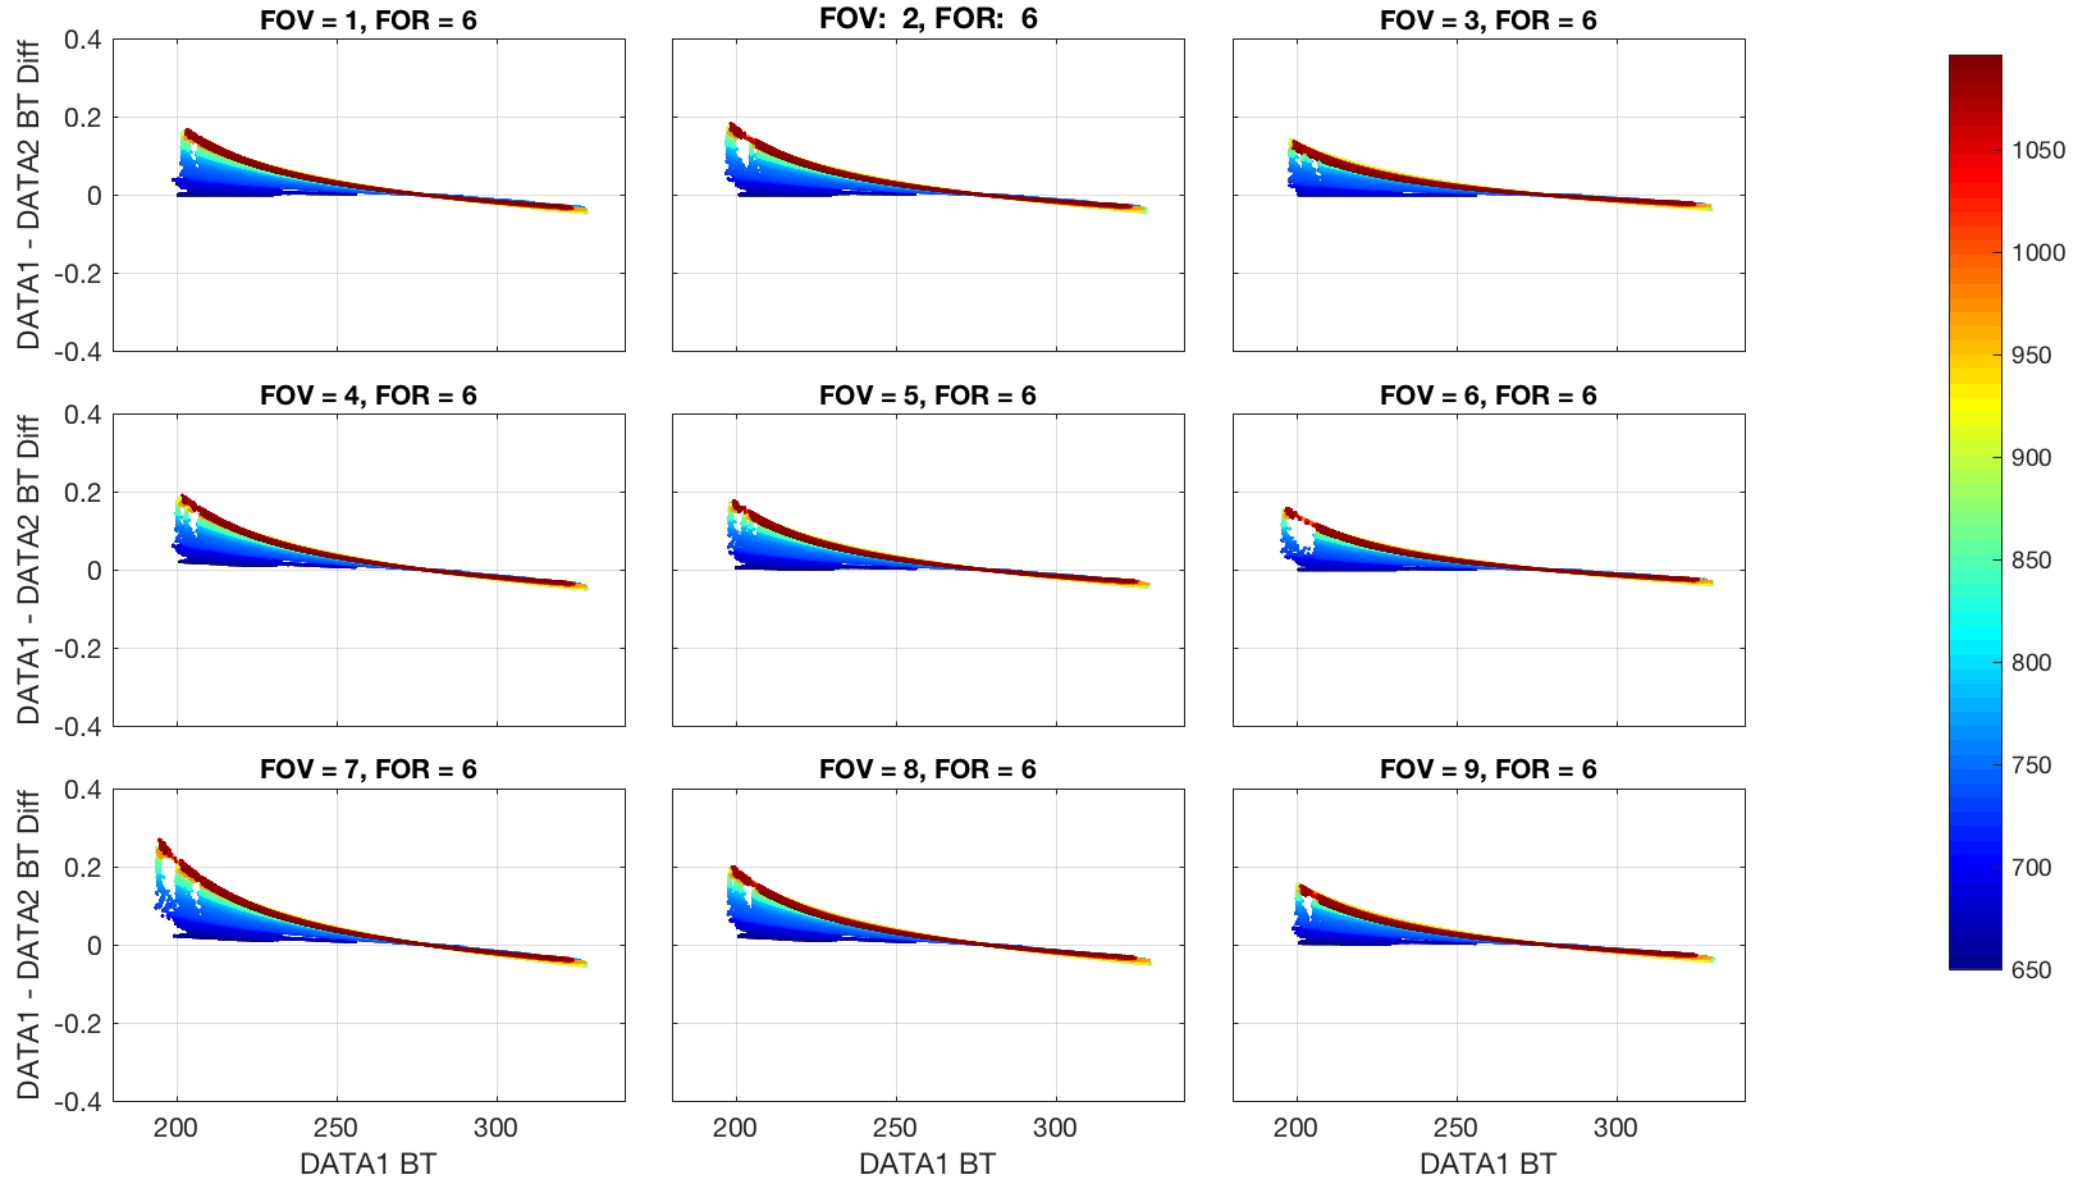 FOV = 1, FOR = 6
FOV: 2, FOR: 6
FOV = 3, FOR = 6
DATA1 - DATA2 BT Diff
0.4
0.2
0
-0.2
-0.4
FOV = 4, FOR = 6
FOV = 5, FOR = 6
FOV = 6, FOR = 6
DATA1 - DATA2 BT Diff
0.4
0.2
0
-0.2
-0.4
FOV = 7, FOR = 6
FOV = 8, FOR = 6
FOV = 9, FOR = 6
DATA1 - DATA2 BT Diff
0.4
0.2
0
-0.2
-0.4
200 250 300
200 250 300
200 250 300
DATA1 BT
DATA1 BT
DATA1 BT
1050
1000
950
900
850
800
750
700
650